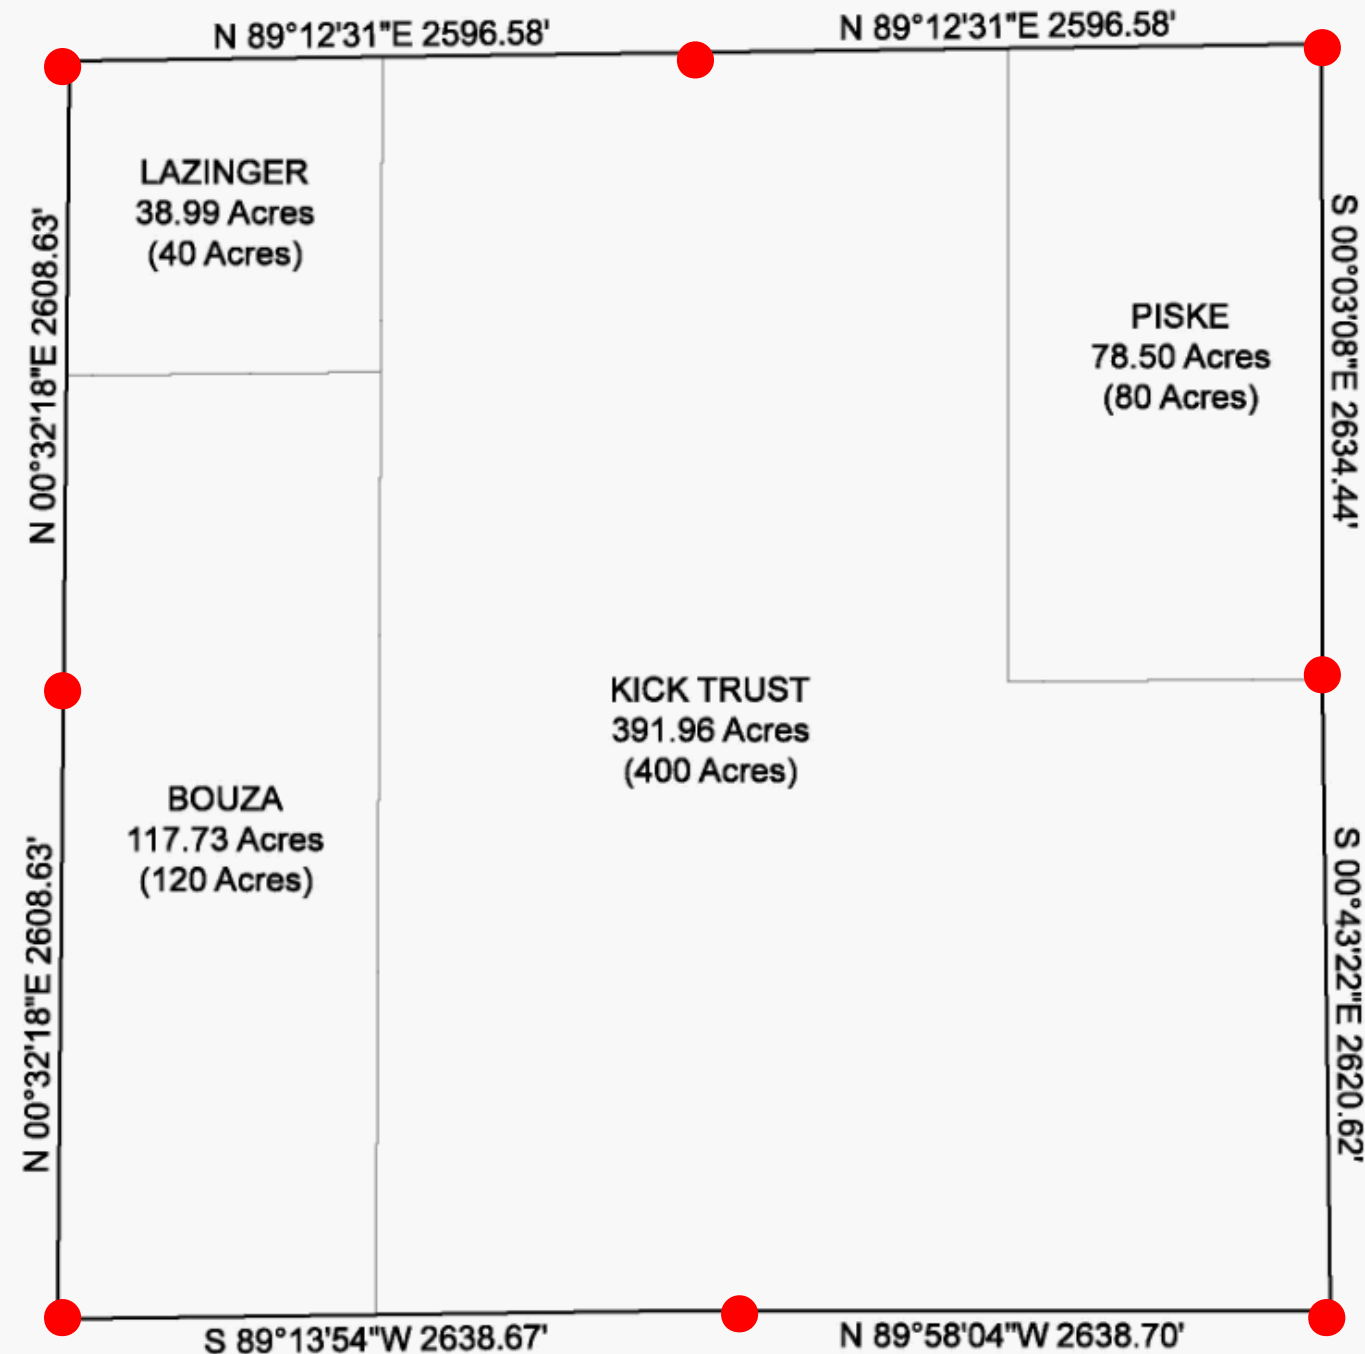 N 89°12'31"E 2596.58'
N 89°12'31"E 2596.58'
LAZINGER
38.99 Acres
(40 Acres)
N 00°32'18"E 2608.63'
S 00°03'08"E 2634.44'
PISKE
78.50 Acres
(80 Acres)
KICK TRUST
391.96 Acres
(400 Acres)
BOUZA
117.73 Acres
(120 Acres)
N 00°32'18"E 2608.63'
S 00°43'22"E 2620.62'
S 89°13'54"W 2638.67'
N 89°58'04"W 2638.70'